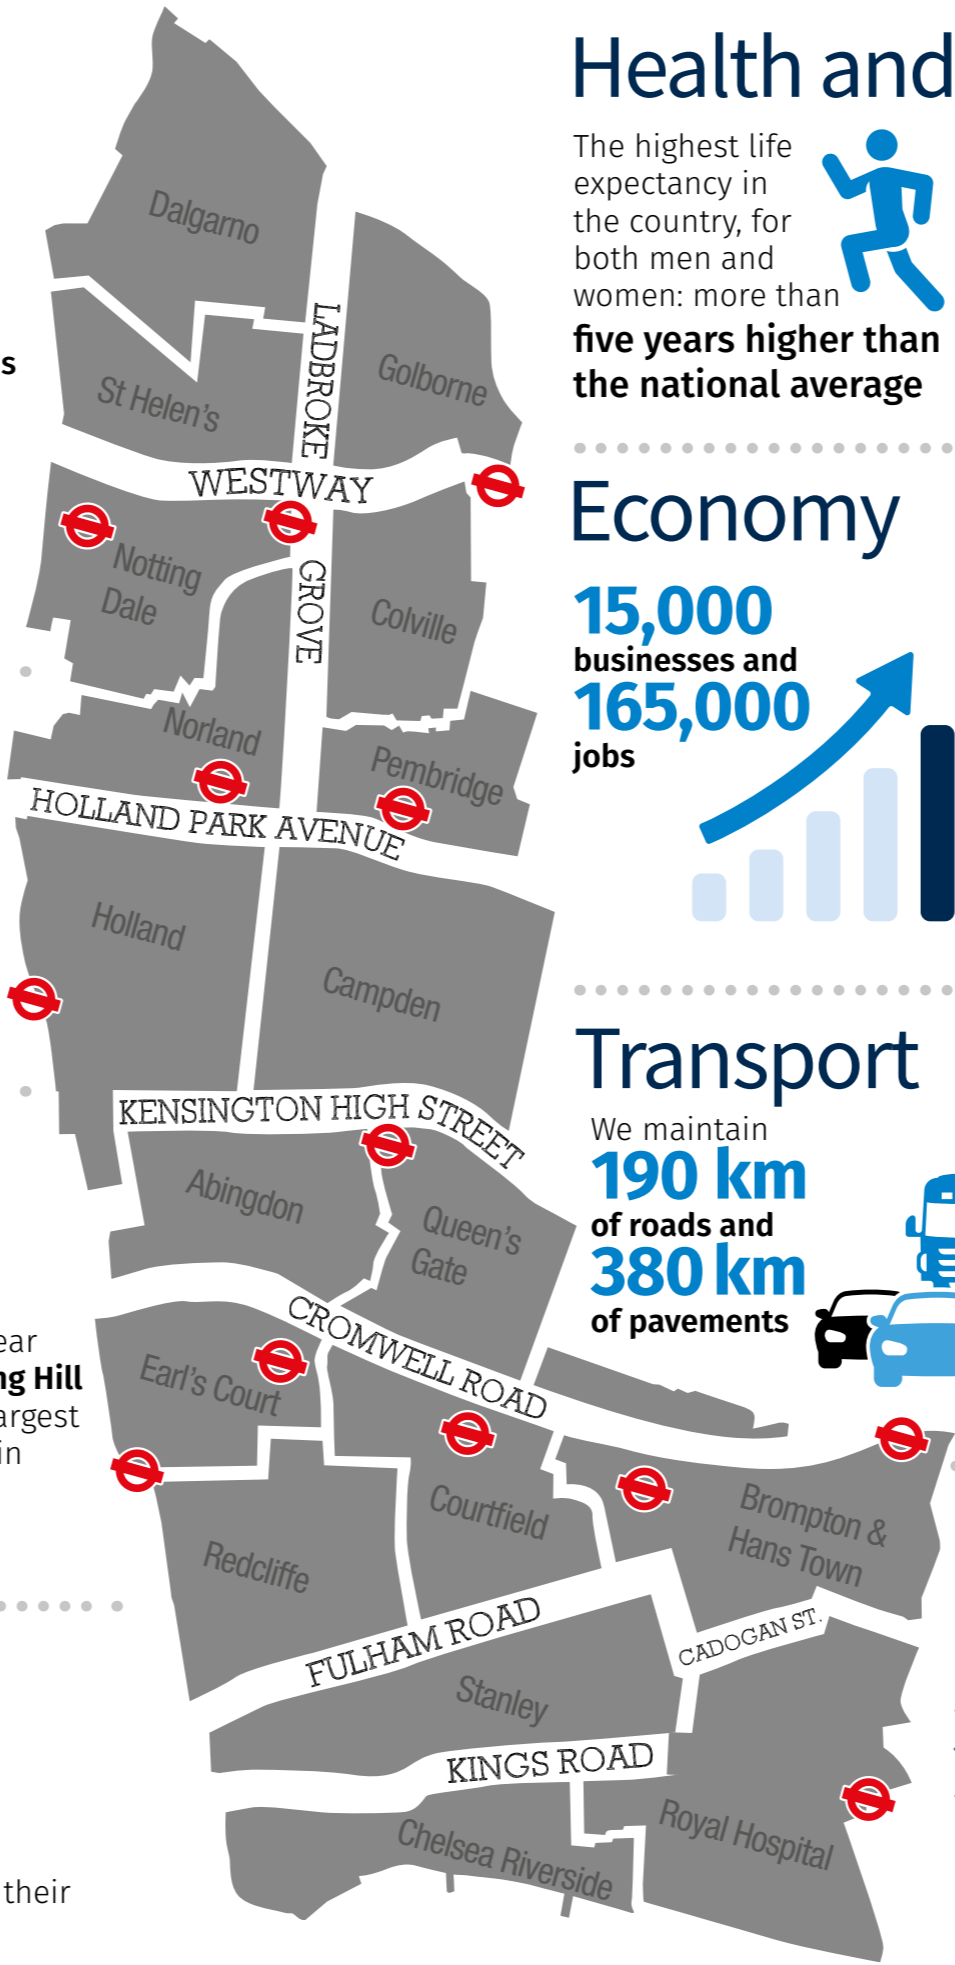 Health and
The highest life
expectancy in
the country, for
both men and
women: more than
five years higher than
the national average
Economy
15,000
businesses and
165,000
jobs
Transport
We maintain
190 km
of roads and
380 km
of pavements
Dalgarno
LADBROKE
Golborne
St Helen's
WESTWAY
Notting
Dale
GROVE
Colville
Norland
Pembridge
HOLLAND PARK AVENUE
Holland
Campden
KENSINGTON HIGH STREET
Abingdon
Queen's
Gate
CROMWELL ROAD
Earl's Court
Courtfield
Brompton &
Hans Town
Redcliffe
FULHAM ROAD
CADOGAN ST.
Stanley
KINGS ROAD
Royal Hospital
Chelsea Riverside
s
ear
ng Hill
argest
in
their